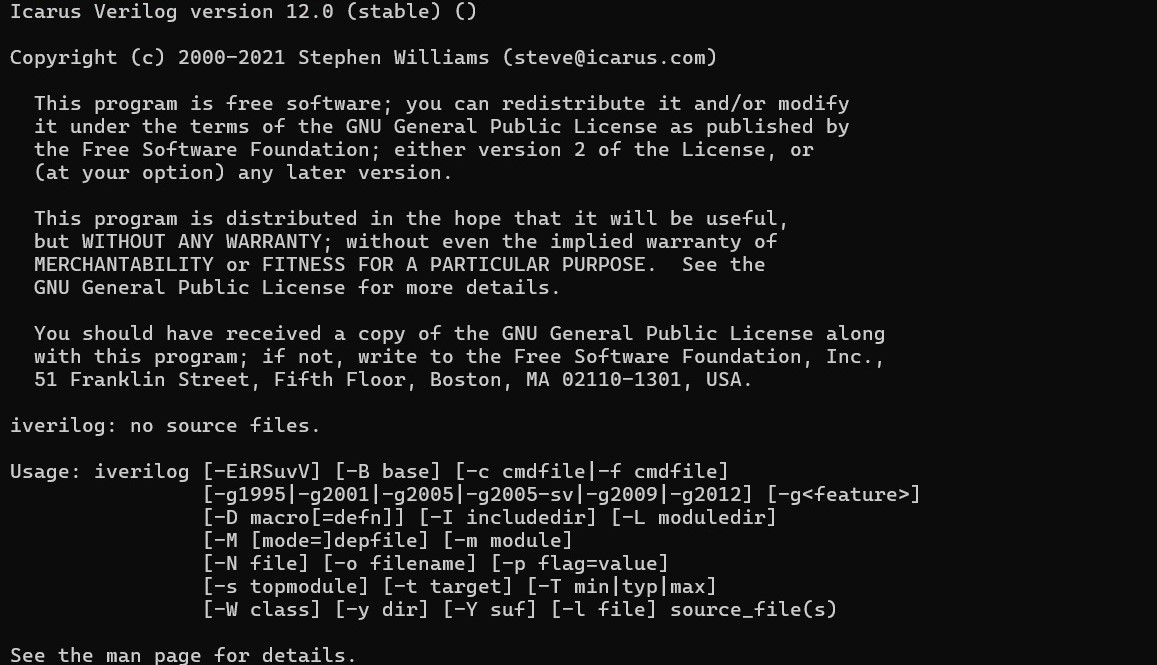 Icarus Verilog version 12.0 (stable) ()
Copyright (c) 2000-2021 Stephen Williams (steve@icarus.com)
This program is free software; you can redistribute it and/or modify
it under the terms of the GNU General Public License as published by
the Free Software Foundation; either version 2 of the License, or
(at your option) any later version.
This program is distributed in the hope that it will be useful,
but WITHOUT ANY WARRANTY; without even the implied warranty of
MERCHANTABILITY or FITNESS FOR A PARTICULAR PURPOSE.  See the
GNU General Public License for more details.
You should have received a copy of the GNU General Public License along
with this program; if not, write to the Free Software Foundation, Inc.,
51 Franklin Street, Fifth Floor, Boston, MA 02110-1301, USA.
iverilog: no source files.
Usage: iverilog [-EiRSuvV] [-B base] [-c cmdfile|-f cmdfile]
[-g1995|-g2001|-g2005|-g2005-sv|-g2009|-g2012] [-g<feature>]
[-D macro[=defn]] [-I includedir] [-L moduledir]
[-M [mode=]depfile] [-m module]
[-N file] [-o filename] [-p flag=value]
[-s topmodule] [-t target] [-T min|typ|max]
[-W class] [-y dir] [-Y suf] [-l file] source_file(s)
See the man page for details.